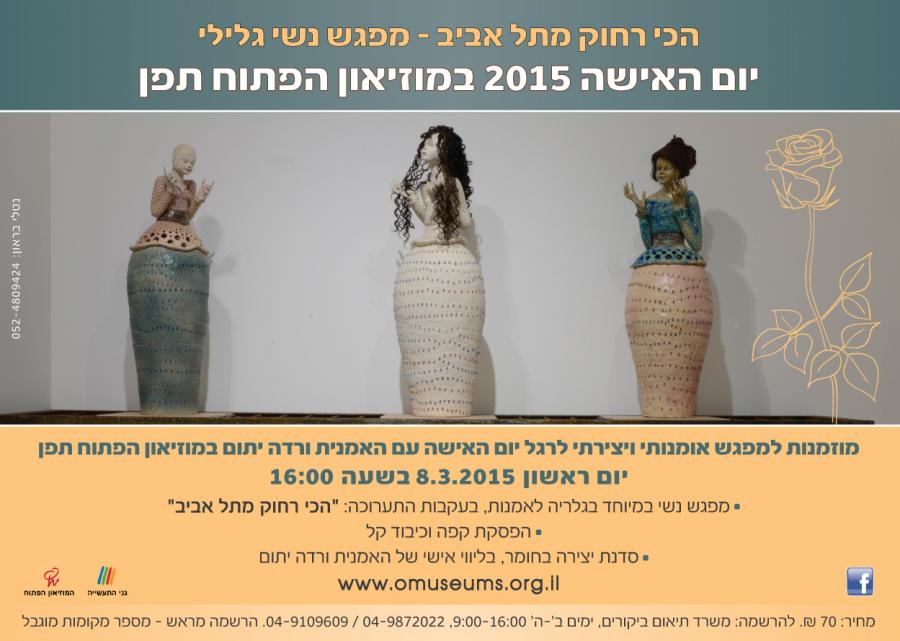 הכי רחוק מתל אביב - מפגש נשי גלילי
יום האישה 2015 במוזיאון הפתוח תפן
נטלי בראון: 052-4809424
מוזמנות למפגש אומנותי ויצירתי לרגל יום האישה עם האמנית ורדה יתום במוזיאון הפתוח תפן
יום ראשון 8.3.2015 בשעה 16:00
• מפגש נשי במיוחד בגלריה לאמנות, בעקבות התערוכה: "הכי רחוק מתל אביב"
• הפסקת קפה וכיבוד קל
• סדנת יצירה בחומר, בליווי אישי של האמנית ורדה יתום
www.omuseums.org.il
גני התעשייה
המוזיאון הפתוח
f
מחיר: 70 ₪. להרשמה: משרד תיאום ביקורים, ימים ב'-ה' 9:00-16:00, 04-9872022 / 04-9109609. הרשמה מראש - מספר מקומות מוגבל